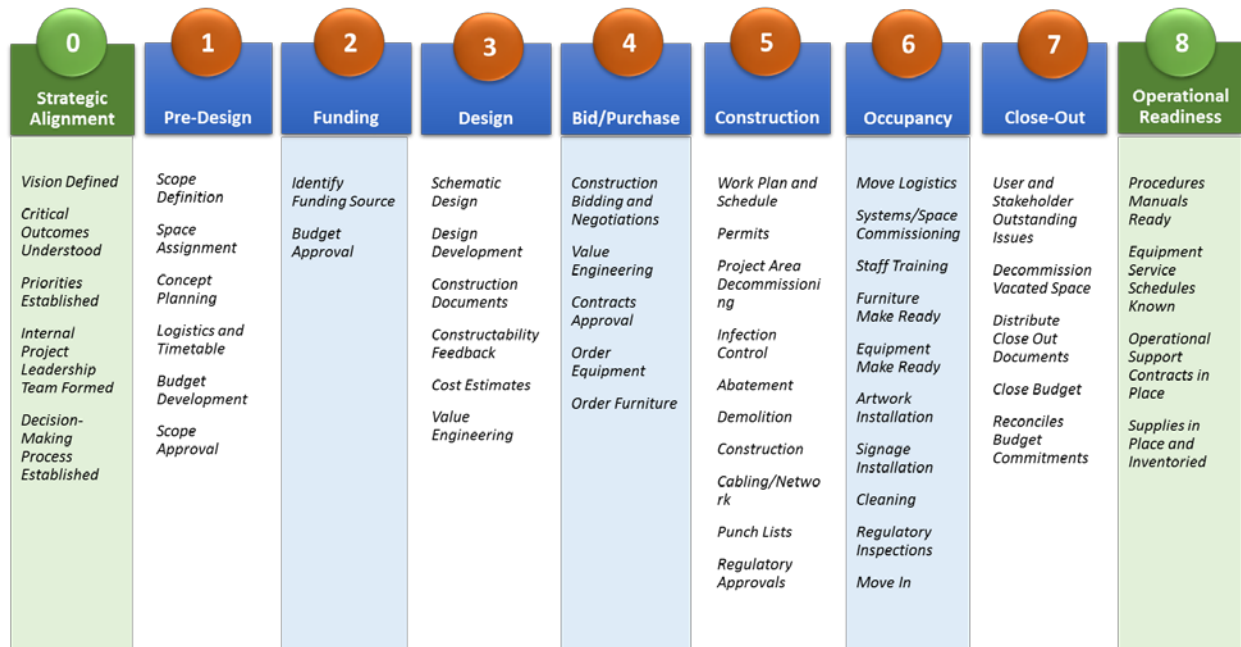 0
Strategic
Alignment
Vision Defined
Critical
Outcomes
Understood
Priorities
Established
Internal
Project
Leadership
Team Formed
Decision-
Making
Process
Established
1
Pre-Design
Scope
Definition
Space
Assignment
Concept
Planning
Logistics and
Timetable
Budget
Development
Scope
Approval
2
Funding
Identify
Funding Source
Budget
Approval
3
Design
Schematic
Design
Design
Development
Construction
Documents
Constructability
Feedback
Cost Estimates
Value
Engineering
4
Bid/Purchase
Construction
Bidding and
Negotiations
Value
Engineering
Contracts
Approval
Order
Equipment
Order Furniture
5
Construction
Work Plan and
Schedule
Permits
Project Area
Decommissioni
ng
Infection
Control
Abatement
Demolition
Construction
Cabling/Netwo
rk
Punch Lists
Regulatory
Approvals
6
Occupancy
Move Logistics
Systems/Space
Commissioning
Staff Training
Furniture
Make Ready
Equipment
Make Ready
Artwork
Installation
Signage
Installation
Cleaning
Regulatory
Inspections
Move In
7
Close-Out
User and
Stakeholder
Outstanding
Issues
Decommission
Vacated Space
Distribute
Close Out
Documents
Close Budget
Reconciles
Budget
Commitments
8
Operational
Readiness
Procedures
Manuals
Ready
Equipment
Service
Schedules
Known
Operational
Support
Contracts in
Place
Supplies in
Place and
Inventoried